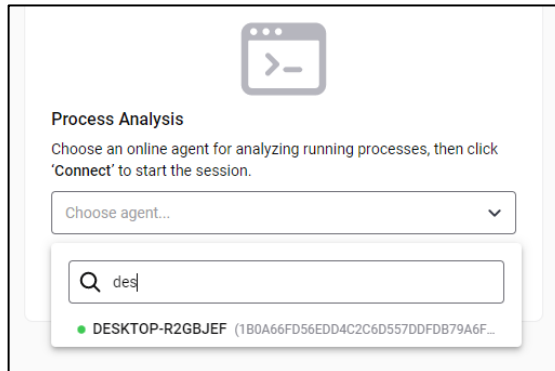 Process Analysis
Choose an online agent for analyzing running processes, then click
‘Connect’ to start the session.
Choose agent...
des
DESKTOP-R2GBJEF (1B0A66FD56EDD4C2C6D557DDFDB79A6F...